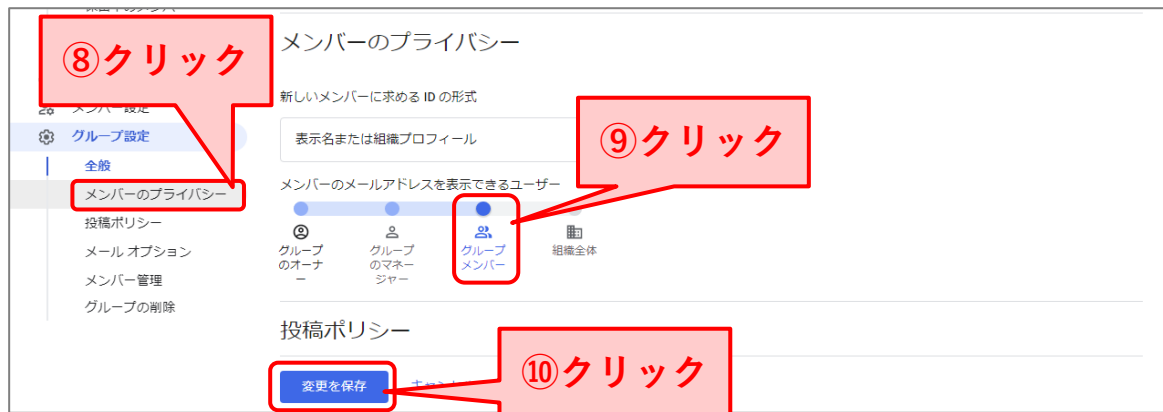 ⑧クリック
メンバー設定
グループ設定
全般
メンバーのプライバシー
投稿ポリシー
メール オプション
メンバー管理
グループの削除
メンバーのプライバシー
新しいメンバーに求める ID の形式
表示名または組織プロフィール
⑨クリック
メンバーのメールアドレスを表示できるユーザー
グループ
のオーナ
ー
グループ
のマネー
ジャー
グループ
メンバー
組織全体
投稿ポリシー
変更を保存
⑩クリック